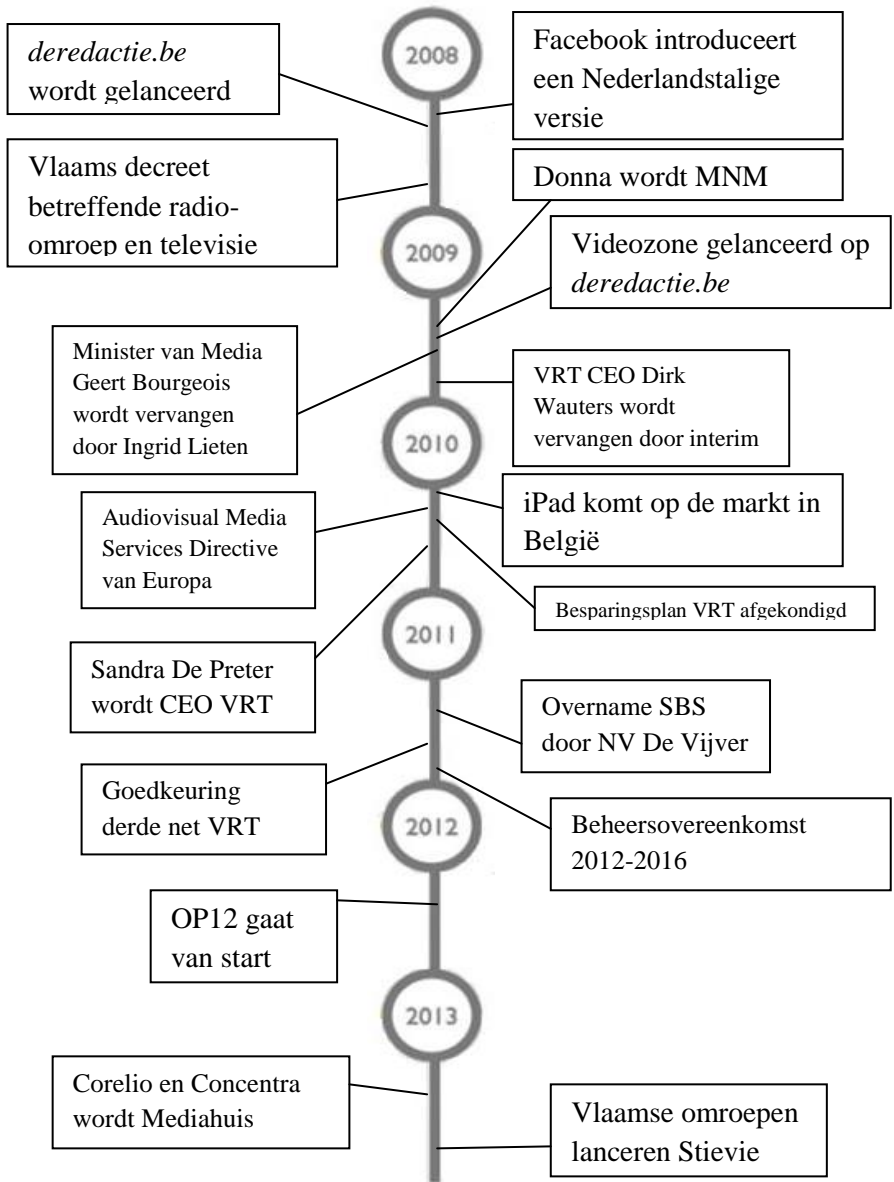 2008
deredactie.be
wordt gelanceerd
Facebook introduceert
een Nederlandstalige
versie
Vlaams decreet
betreffende radio-
omroep en televisie
Donna wordt MNM
2009
Videozone gelanceerd op
deredactie.be
Minister van Media
Geert Bourgeois
wordt vervangen
door Ingrid Lieten
VRT CEO Dirk
Wauters wordt
vervangen door interim
2010
iPad komt op de markt in
België
Audiovisual Media
Services Directive
van Europa
Besparingsplan VRT afgekondigd
2011
Sandra De Preter
wordt CEO VRT
Overname SBS
door NV De Vijver
Goedkeuring
derde net VRT
2012
Beheersovereenkomst
2012-2016
OP12 gaat
van start
2013
Corelio en Concentra
wordt Mediahuis
Vlaamse omroepen
lanceren Stievie